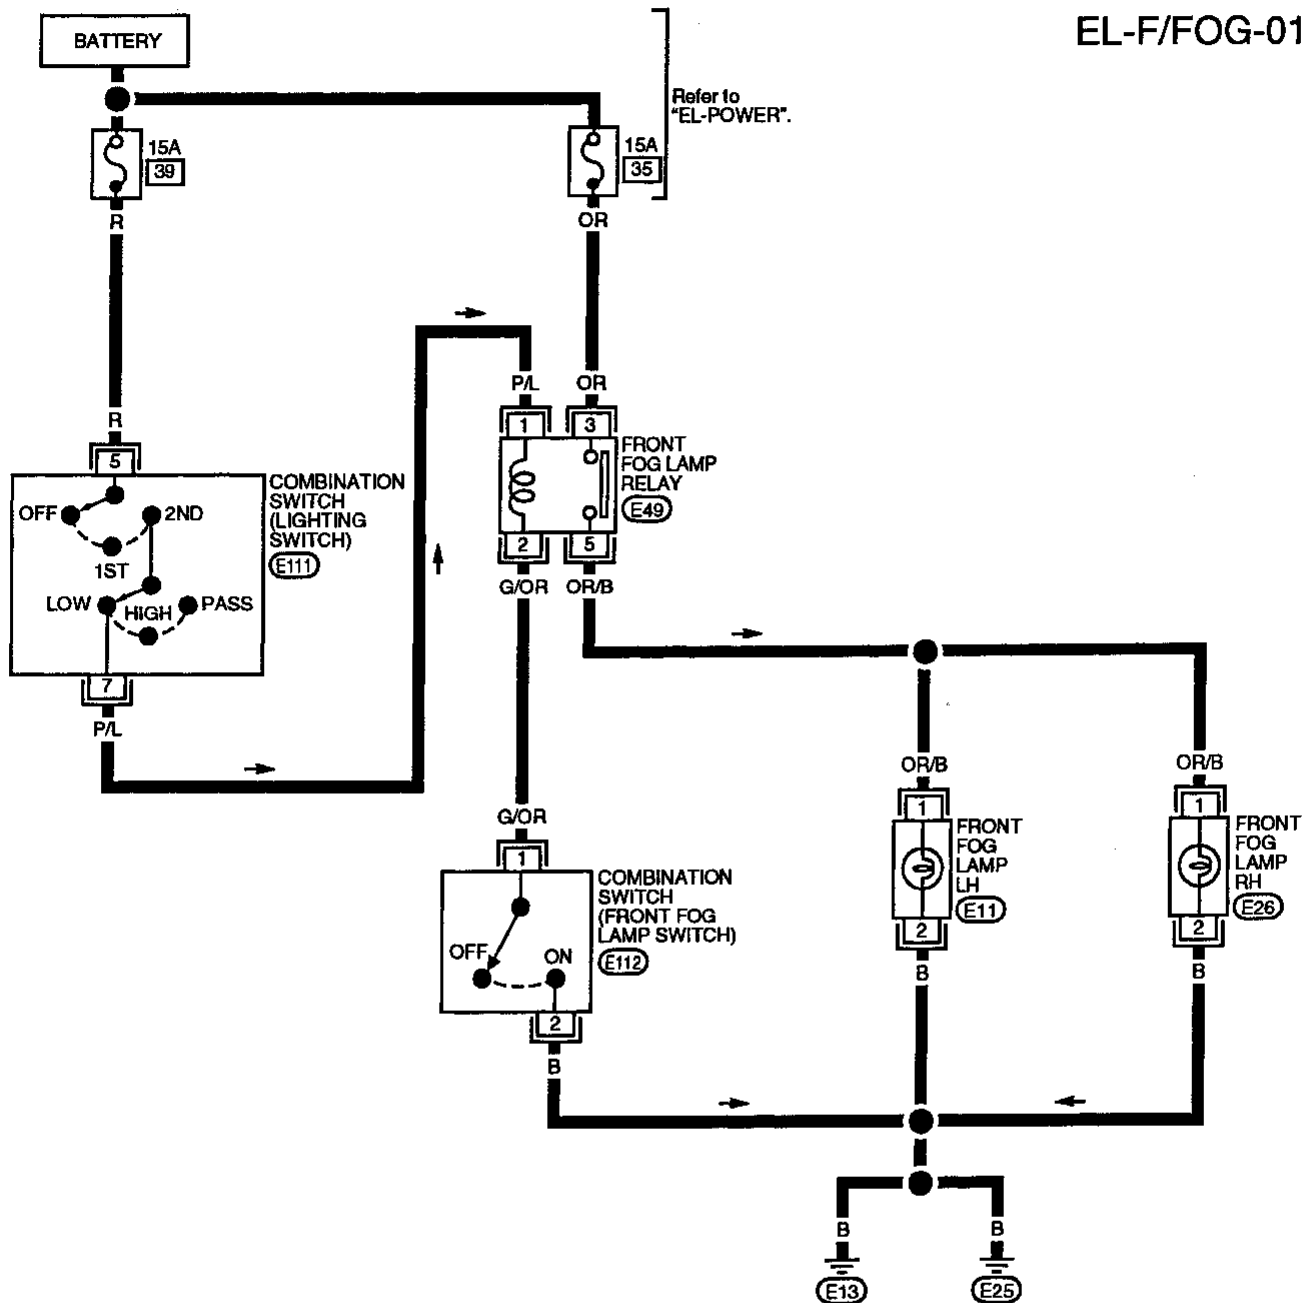 EL-F/FOG-01
BATTERY
Refer to
"EL-POWER".
15A
39
15A
35
R
OR
R
P/L
OR
5
1
3
COMBINATION
SWITCH
(LIGHTING
SWITCH)
E111
OFF
2ND
1ST
LOW
HIGH
PASS
7
P/L
FRONT
FOG LAMP
RELAY
E49
2
5
G/OR
OR/B
G/OR
1
COMBINATION
SWITCH
(FRONT FOG
LAMP SWITCH)
E112
OFF
ON
2
B
OR/B
1
FRONT
FOG
LAMP
LH
E11
2
B
OR/B
1
FRONT
FOG
LAMP
RH
E26
2
B
B
B
E13
E25